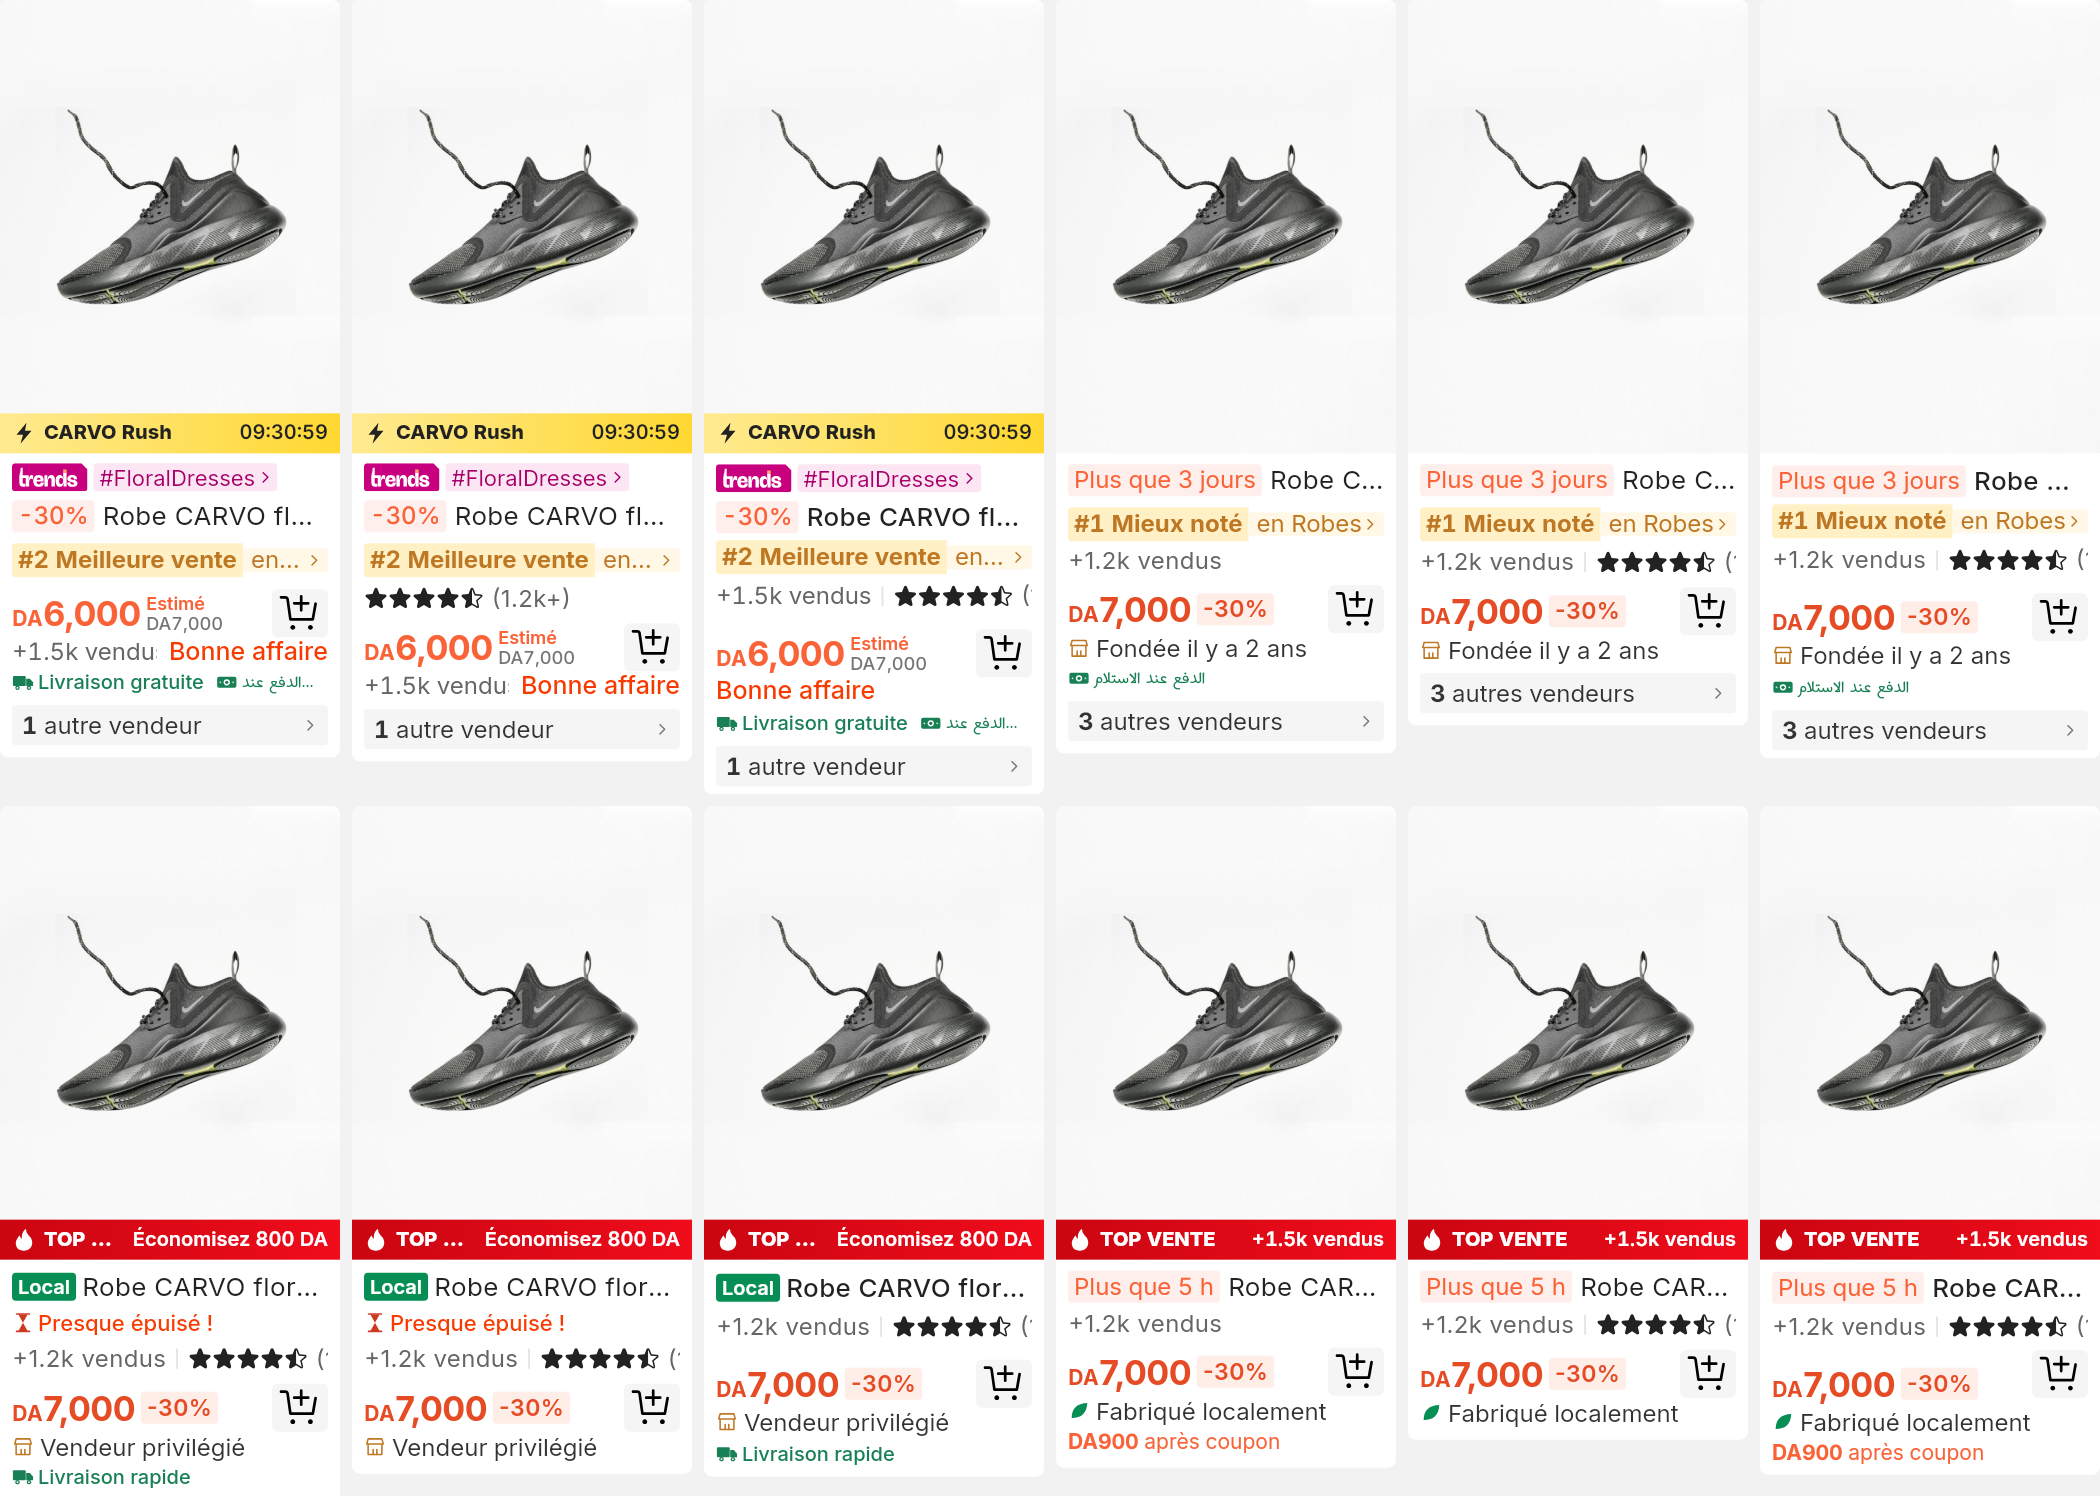 CARVO Rush 09:30:59
trends #FloralDresses
-30% Robe CARVO fl...
#2 Meilleure vente en...
DA6,000 Estimé DA7,000
+1.5k vendu Bonne affaire
Livraison gratuite الدفع عند...
1 autre vendeur
CARVO Rush 09:30:59
trends #FloralDresses
-30% Robe CARVO fl...
#2 Meilleure vente en...
(1.2k+)
DA6,000 Estimé DA7,000
+1.5k vendu Bonne affaire
1 autre vendeur
CARVO Rush 09:30:59
trends #FloralDresses
-30% Robe CARVO fl...
#2 Meilleure vente en...
+1.5k vendus
DA6,000 Estimé DA7,000
Bonne affaire
Livraison gratuite الدفع عند...
1 autre vendeur
Plus que 3 jours Robe C...
#1 Mieux noté en Robes
+1.2k vendus
DA7,000 -30%
Fondée il y a 2 ans
الدفع عند الاستلام
3 autres vendeurs
Plus que 3 jours Robe C...
#1 Mieux noté en Robes
+1.2k vendus
DA7,000 -30%
Fondée il y a 2 ans
3 autres vendeurs
Plus que 3 jours Robe ...
#1 Mieux noté en Robes
+1.2k vendus
DA7,000 -30%
Fondée il y a 2 ans
الدفع عند الاستلام
3 autres vendeurs
TOP ... Économisez 800 DA
Local Robe CARVO flor...
Presque épuisé !
+1.2k vendus
DA7,000 -30%
Vendeur privilégié
Livraison rapide
TOP ... Économisez 800 DA
Local Robe CARVO flor...
Presque épuisé !
+1.2k vendus
DA7,000 -30%
Vendeur privilégié
TOP ... Économisez 800 DA
Local Robe CARVO flor...
+1.2k vendus
DA7,000 -30%
Vendeur privilégié
Livraison rapide
TOP VENTE +1.5k vendus
Plus que 5 h Robe CAR...
+1.2k vendus
DA7,000 -30%
Fabriqué localement
DA900 après coupon
TOP VENTE +1.5k vendus
Plus que 5 h Robe CAR...
+1.2k vendus
DA7,000 -30%
Fabriqué localement
TOP VENTE +1.5k vendus
Plus que 5 h Robe CAR...
+1.2k vendus
DA7,000 -30%
Fabriqué localement
DA900 après coupon